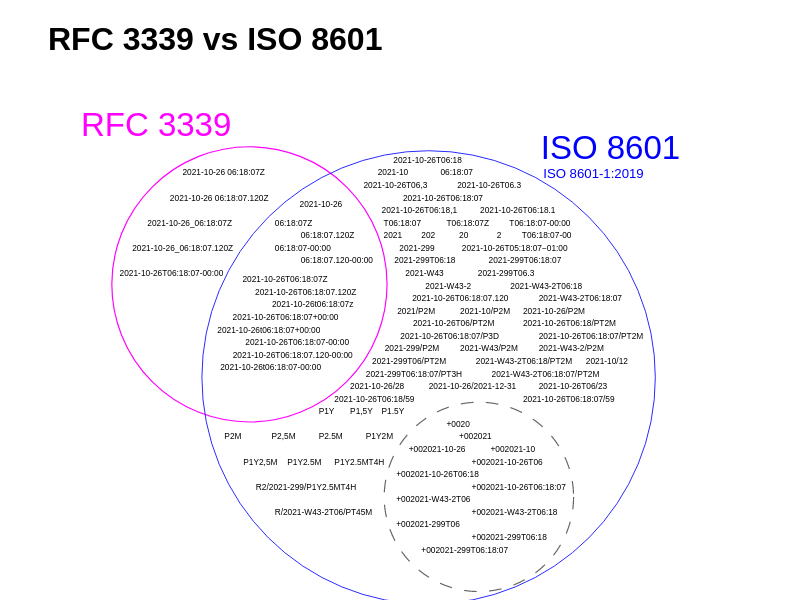 RFC 3339 vs ISO 8601
RFC 3339
ISO 8601
ISO 8601-1:2019
2021-10-26T06:18
2021-10-26 06:18:07Z 2021-10 06:18:07
2021-10-26T06,3 2021-10-26T06.3
2021-10-26 06:18:07.120Z 2021-10-26T06:18:07
2021-10-26 2021-10-26T06:18,1 2021-10-26T06:18.1
2021-10-26_06:18:07Z 06:18:07Z T06:18:07 T06:18:07Z T06:18:07-00:00
06:18:07.120Z 2021 202 20 2 T06:18:07-00
2021-10-26_06:18:07.120Z 06:18:07-00:00 2021-299 2021-10-26T05:18:07−01:00
06:18:07.120-00:00 2021-299T06:18 2021-299T06:18:07
2021-10-26T06:18:07-00:00 2021-W43 2021-299T06.3
2021-10-26T06:18:07Z 2021-W43-2 2021-W43-2T06:18
2021-10-26T06:18:07.120Z 2021-10-26T06:18:07.120 2021-W43-2T06:18:07
2021-10-26t06:18:07z 2021/P2M 2021-10/P2M 2021-10-26/P2M
2021-10-26T06:18:07+00:00 2021-10-26T06/PT2M 2021-10-26T06:18/PT2M
2021-10-26t06:18:07+00:00 2021-10-26T06:18:07/P3D 2021-10-26T06:18:07/PT2M
2021-10-26T06:18:07-00:00 2021-299/P2M 2021-W43/P2M 2021-W43-2/P2M
2021-10-26T06:18:07.120-00:00 2021-299T06/PT2M 2021-W43-2T06:18/PT2M 2021-10/12
2021-10-26t06:18:07-00:00 2021-299T06:18:07/PT3H 2021-W43-2T06:18:07/PT2M
2021-10-26/28 2021-10-26/2021-12-31 2021-10-26T06/23
2021-10-26T06:18/59 2021-10-26T06:18:07/59
P1Y P1,5Y P1.5Y
+0020
P2M P2,5M P2.5M P1Y2M +002021
+002021-10-26 +002021-10
P1Y2,5M P1Y2.5M P1Y2.5MT4H +002021-10-26T06
+002021-10-26T06:18
R2/2021-299/P1Y2.5MT4H +002021-10-26T06:18:07
+002021-W43-2T06
R/2021-W43-2T06/PT45M +002021-W43-2T06:18
+002021-299T06
+002021-299T06:18
+002021-299T06:18:07